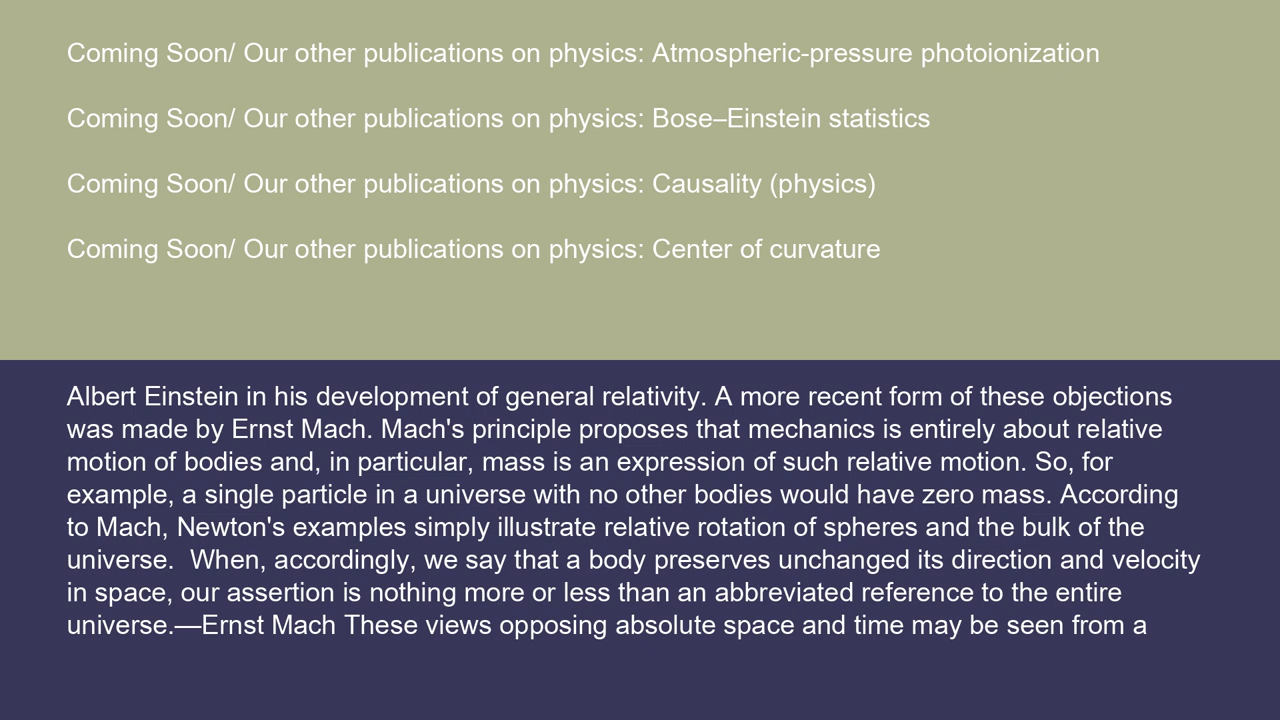 Coming Soon/ Our other publications on physics: Atmospheric-pressure photoionization
Coming Soon/ Our other publications on physics: Bose–Einstein statistics
Coming Soon/ Our other publications on physics: Causality (physics)
Coming Soon/ Our other publications on physics: Center of curvature
Albert Einstein in his development of general relativity. A more recent form of these objections
was made by Ernst Mach. Mach's principle proposes that mechanics is entirely about relative
motion of bodies and, in particular, mass is an expression of such relative motion. So, for
example, a single particle in a universe with no other bodies would have zero mass. According
to Mach, Newton's examples simply illustrate relative rotation of spheres and the bulk of the
universe.  When, accordingly, we say that a body preserves unchanged its direction and velocity
in space, our assertion is nothing more or less than an abbreviated reference to the entire
universe.—Ernst Mach These views opposing absolute space and time may be seen from a